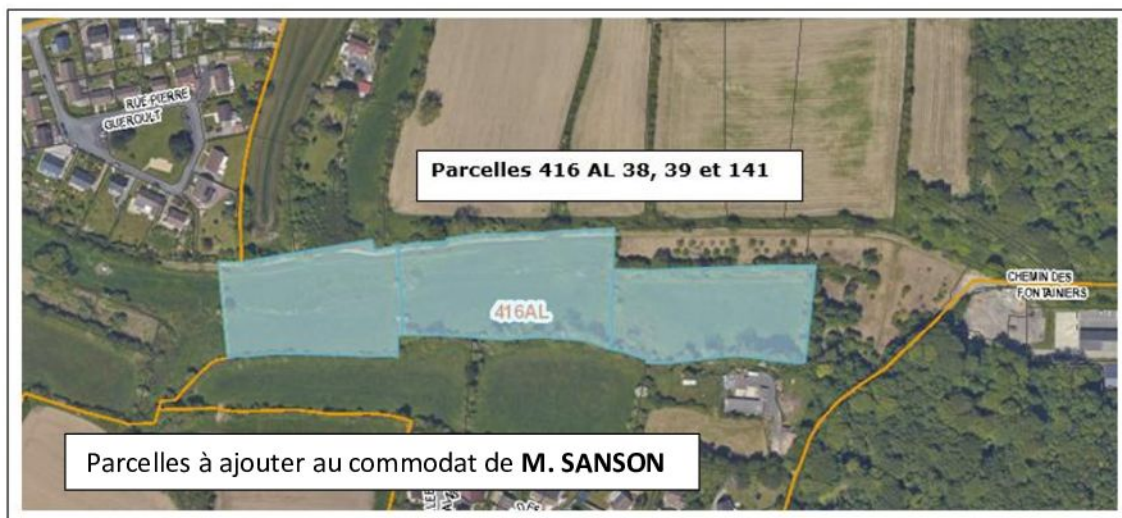 RUE PIERRE
GUEROULT
Parcelles 416 AL 38, 39 et 141
CHEMIN DES
FONTAINIERS
416AL
Parcelles à ajouter au commodat de M. SANSON